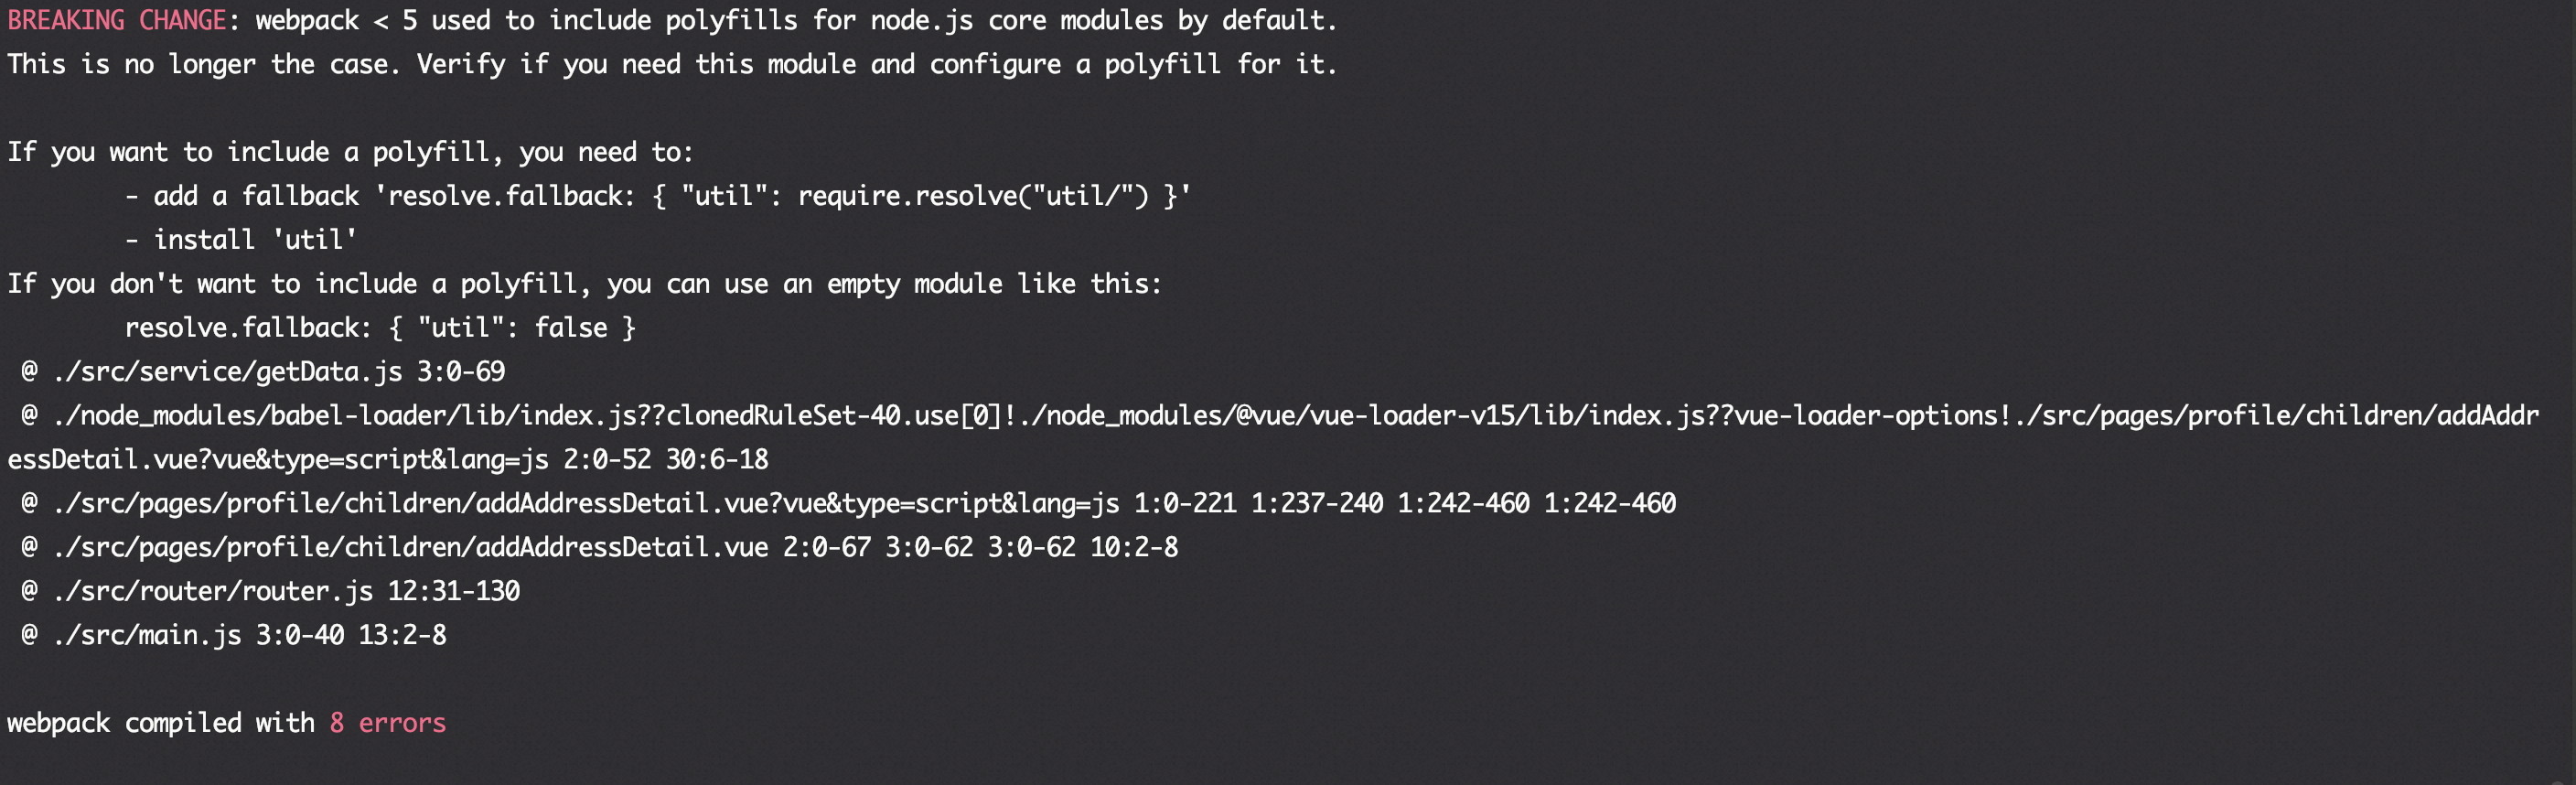 BREAKING CHANGE: webpack < 5 used to include polyfills for node.js core modules by default.
This is no longer the case. Verify if you need this module and configure a polyfill for it.
If you want to include a polyfill, you need to:
- add a fallback 'resolve.fallback: { "util": require.resolve("util/") }'
- install 'util'
If you don't want to include a polyfill, you can use an empty module like this:
resolve.fallback: { "util": false }
@ ./src/service/getData.js 3:0-69
@ ./node_modules/babel-loader/lib/index.js??clonedRuleSet-40.use[0]!./node_modules/@vue/vue-loader-v15/lib/index.js??vue-loader-options!./src/pages/profile/children/addAddr
essDetail.vue?vue&type=script&lang=js 2:0-52 30:6-18
@ ./src/pages/profile/children/addAddressDetail.vue?vue&type=script&lang=js 1:0-221 1:237-240 1:242-460 1:242-460
@ ./src/pages/profile/children/addAddressDetail.vue 2:0-67 3:0-62 3:0-62 10:2-8
@ ./src/router/router.js 12:31-130
@ ./src/main.js 3:0-40 13:2-8
webpack compiled with 8 errors